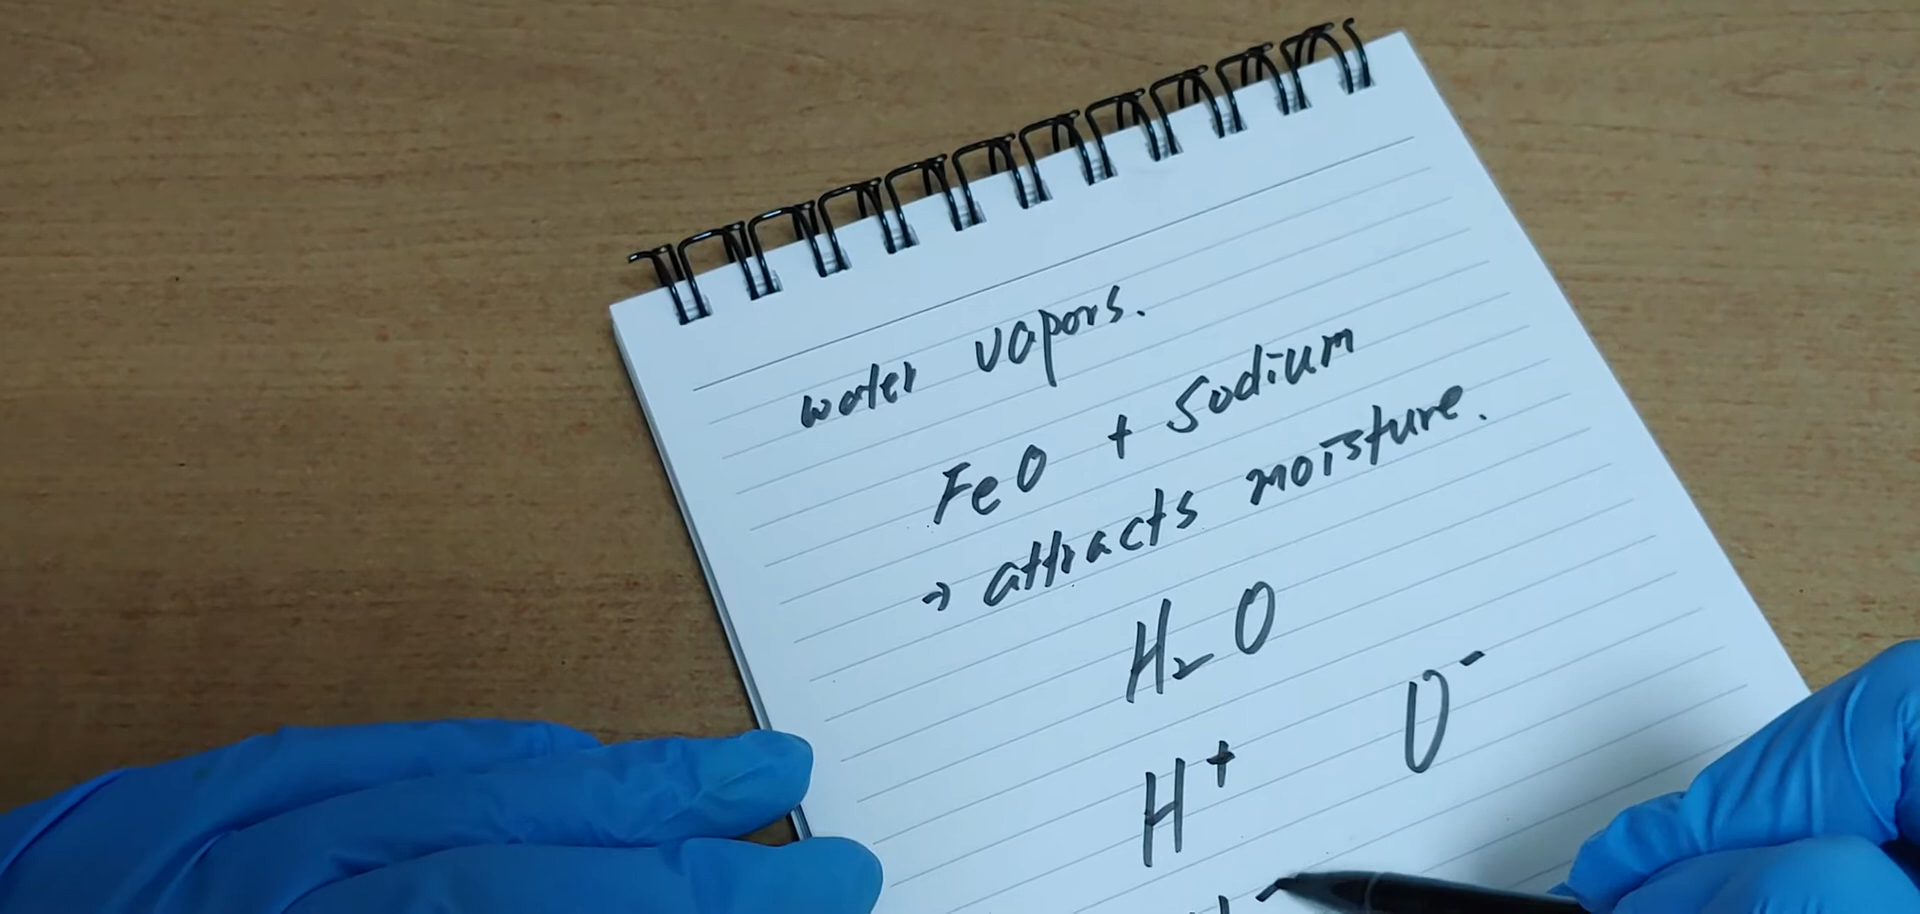 water vapors.
FeO + Sodium
→ attracts moisture.
H₂O
H⁺ O⁻